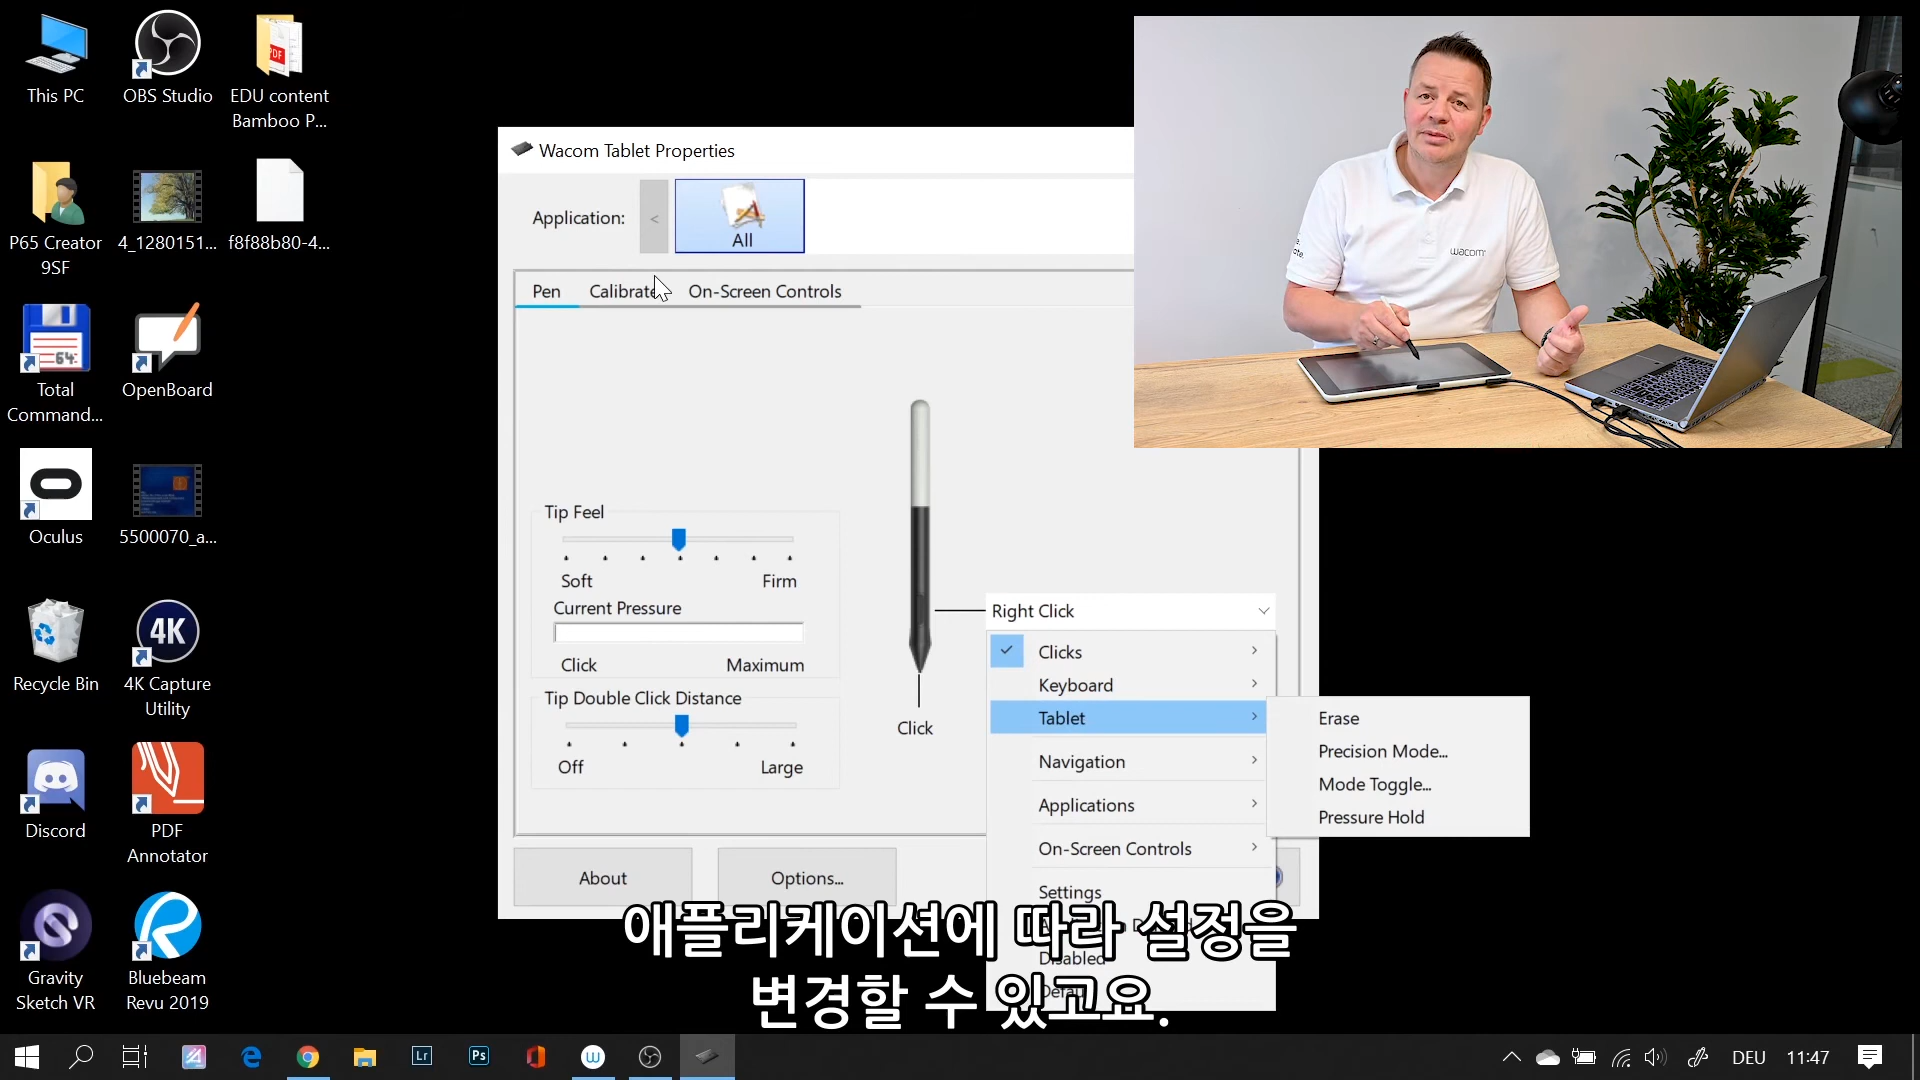 This PC
OBS Studio
EDU content
Bamboo P...
P65 Creator
9SF
4_1280151...
f8f88b80-4...
64
Total
Command...
OpenBoard
Oculus
5500070_a...
Recycle Bin
4K
4K Capture
Utility
Discord
PDF
Annotator
Gravity
Sketch VR
Bluebeam
Revu 2019
Wacom Tablet Properties
Application:
<
All
Pen
Calibrate
On-Screen Controls
Tip Feel
Soft
Firm
Current Pressure
Click
Maximum
Tip Double Click Distance
Off
Large
Click
Right Click
Clicks
Keyboard
Tablet
Navigation
Applications
On-Screen Controls
Settings
Disabled
Erase
Precision Mode...
Mode Toggle...
Pressure Hold
About
Options...
wacom
애플리케이션에 따라 설정을
변경할 수 있고요.
Lr
Ps
DEU
11:47